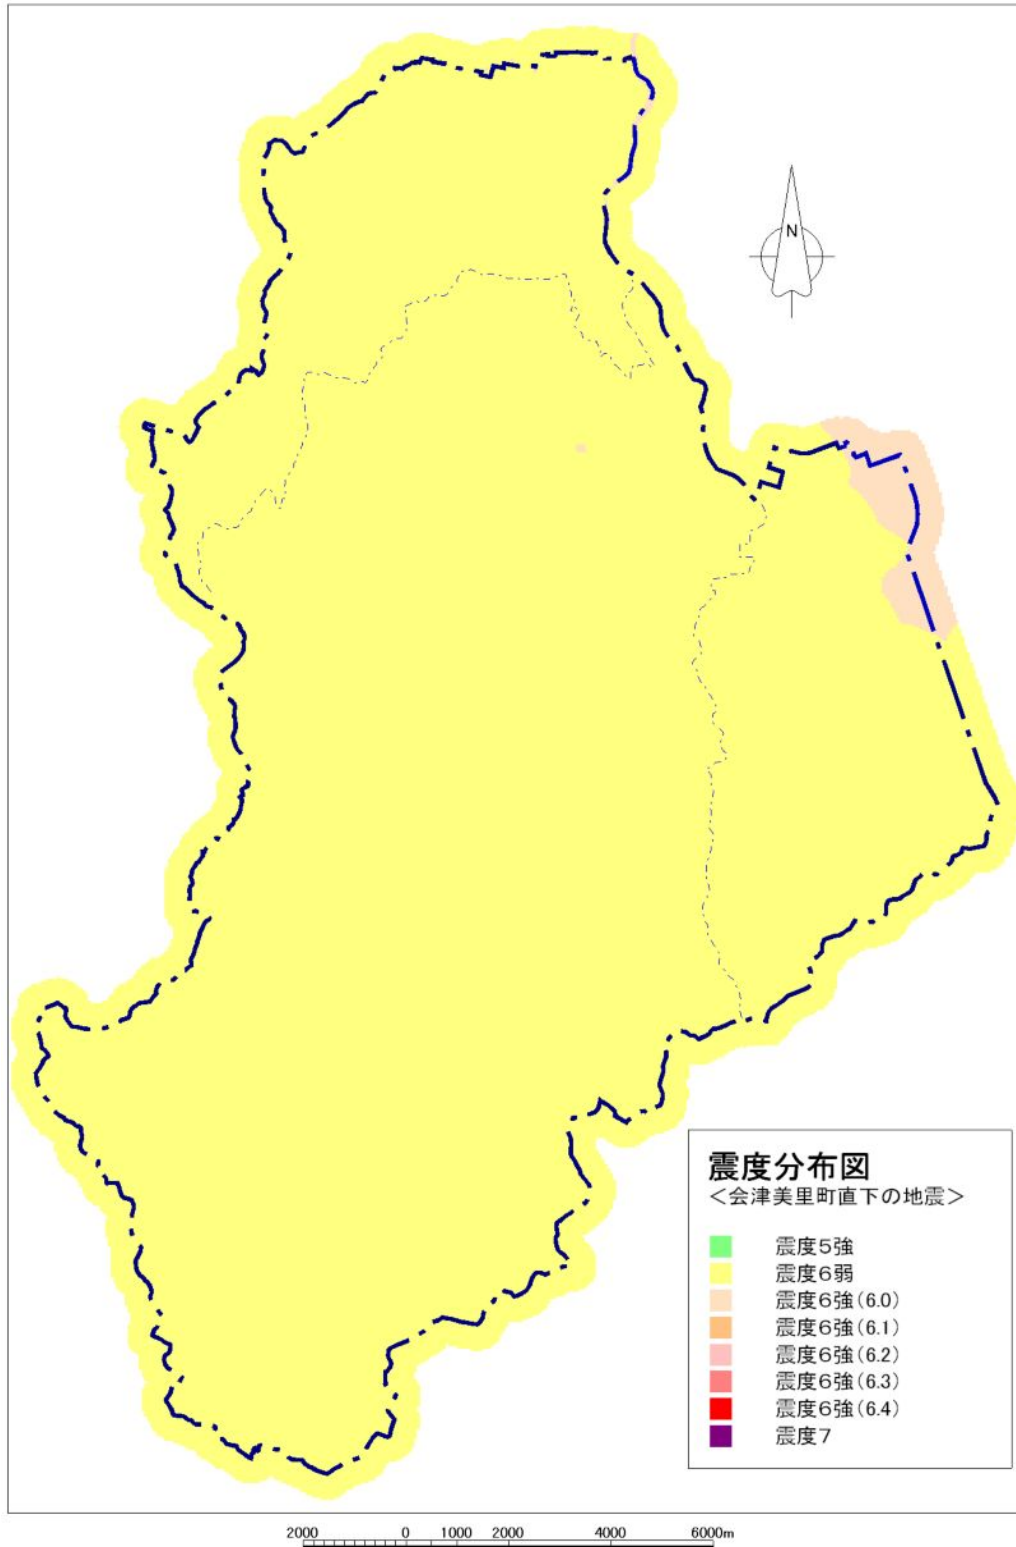 N
震度分布図
＜会津美里町直下の地震＞
震度５強
震度６弱
震度６強(6.0)
震度６強(6.1)
震度６強(6.2)
震度６強(6.3)
震度６強(6.4)
震度７
2000 0 1000 2000 4000 6000m